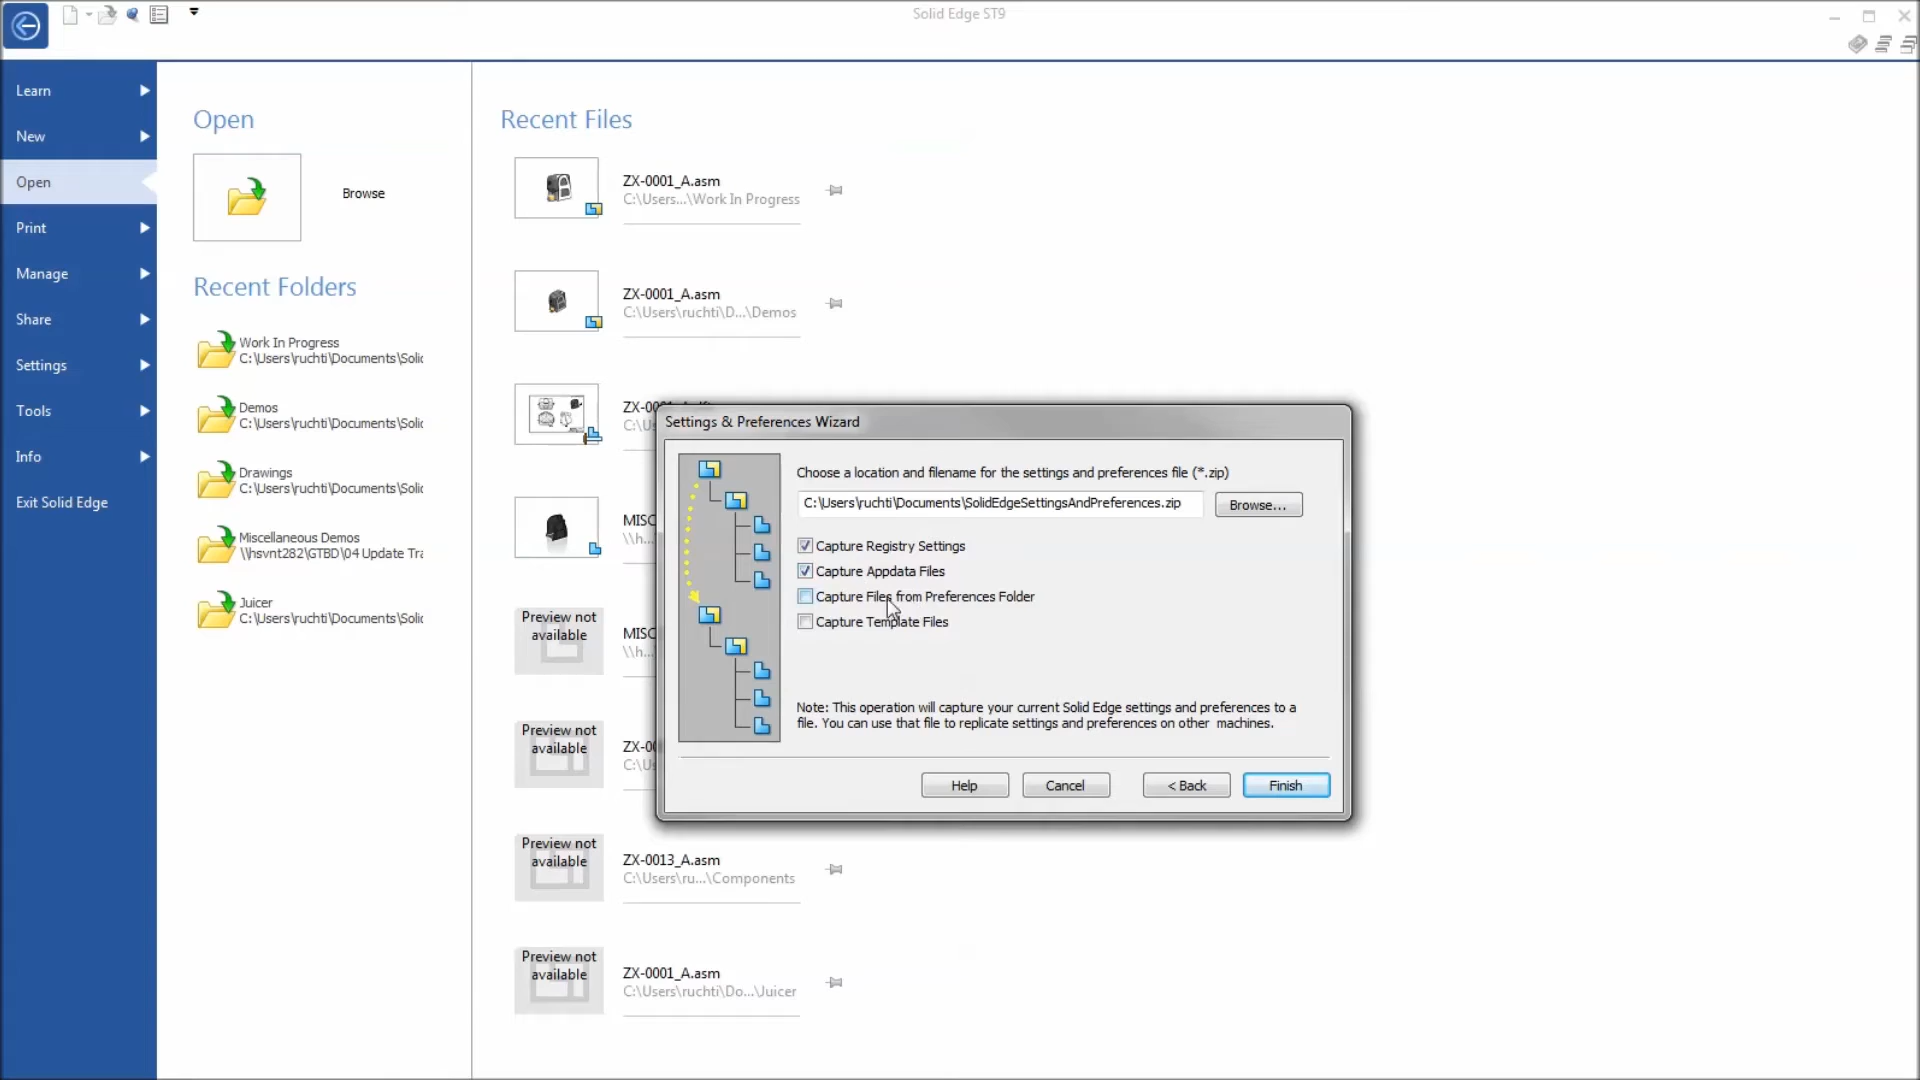 Solid Edge ST9
Learn
New
Open
Print
Manage
Share
Settings
Tools
Info
Exit Solid Edge
Open
Browse
Recent Folders
Work In Progress
C:\Users\ruchti\Documents\Solid
Demos
C:\Users\ruchti\Documents\Solid
Drawings
C:\Users\ruchti\Documents\Solid
Miscellaneous Demos
\\hsvnt282\GTBD\04 Update Tra
Juicer
C:\Users\ruchti\Documents\Solid
Recent Files
ZX-0001_A.asm
C:\Users...\Work In Progress
ZX-0001_A.asm
C:\Users\ruchti\D...\Demos
C:\U
MISC
\\h...
Preview not
available
MISC
\\h...
Preview not
available
ZX-00
C:\Us
Preview not
available
ZX-0013_A.asm
C:\Users\ru...\Components
Preview not
available
ZX-0001_A.asm
C:\Users\ruchti\Do...\Juicer
Settings & Preferences Wizard
Choose a location and filename for the settings and preferences file (*.zip)
C:\Users\ruchti\Documents\SolidEdgeSettingsAndPreferences.zip
Browse...
Capture Registry Settings
Capture Appdata Files
Capture Files from Preferences Folder
Capture Template Files
Note: This operation will capture your current Solid Edge settings and preferences to a
file. You can use that file to replicate settings and preferences on other machines.
Help
Cancel
< Back
Finish